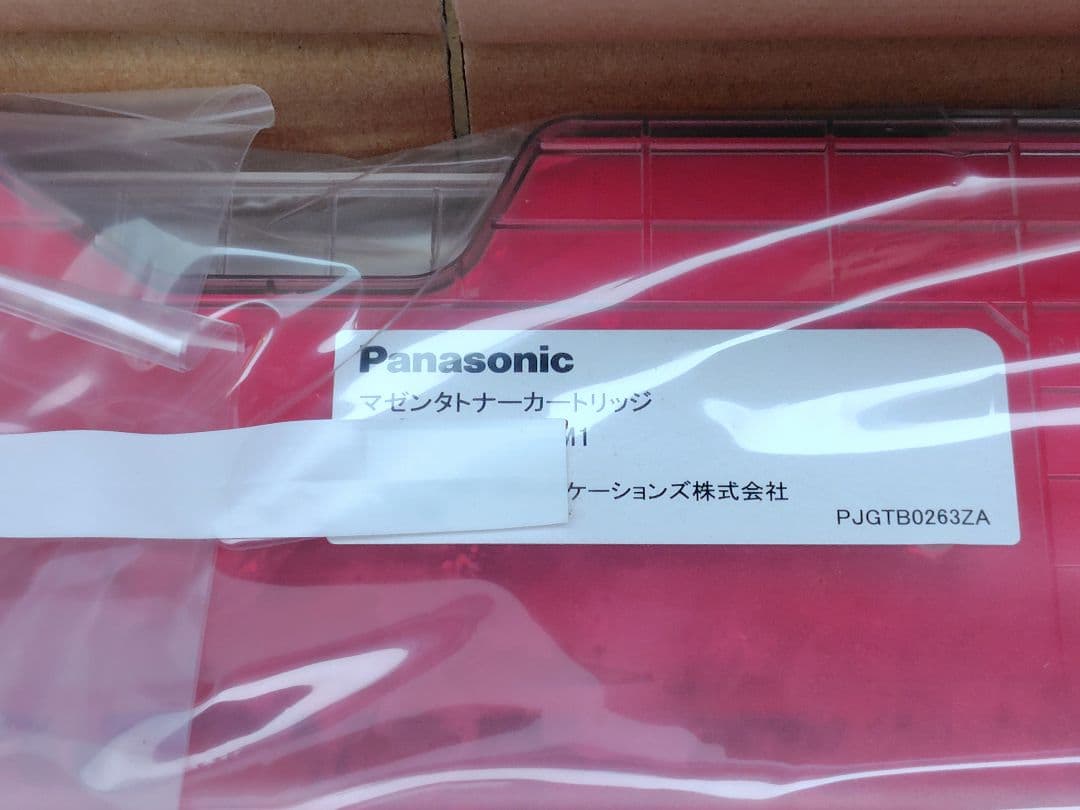 Panasonic
マゼンタトナーカートリッジ
M1
ケーションズ株式会社
PJGTB0263ZA